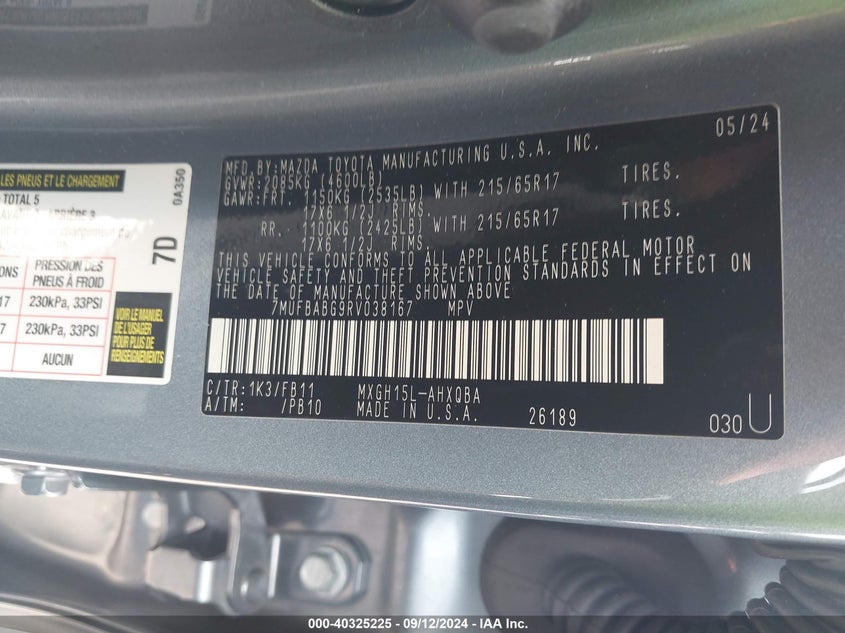 LES PNEUS ET LE CHARGEMENT
TOTAL 5
0A350
7D
PRESSION DES
PNEUS À FROID
17 230kPa, 33PSI
7 230kPa, 33PSI
AUCUN
VOIR LE MANUEL
DE L'USAGER
POUR PLUS DE
RENSEIGNEMENTS
05/24
MFD. BY: MAZDA TOYOTA MANUFACTURING U.S.A. INC.
GVWR: 2085KG (4600LB)
GAWR: FRT. 1150KG (2535LB) WITH 215/65R17 TIRES.
17X6 1/2J RIMS.
RR. 1100KG (2425LB) WITH 215/65R17 TIRES.
17X6 1/2J RIMS.
THIS VEHICLE CONFORMS TO ALL APPLICABLE FEDERAL MOTOR
VEHICLE SAFETY AND THEFT PREVENTION STANDARDS IN EFFECT ON
THE DATE OF MANUFACTURE SHOWN ABOVE
7MUFBABG9RV038167 MPV
C/TR: 1K3/FB11 MXGH15L-AHXQBA
A/TM: /PB10 MADE IN U.S.A. 26189
030 U
000-40325225 - 09/12/2024 - IAA Inc.